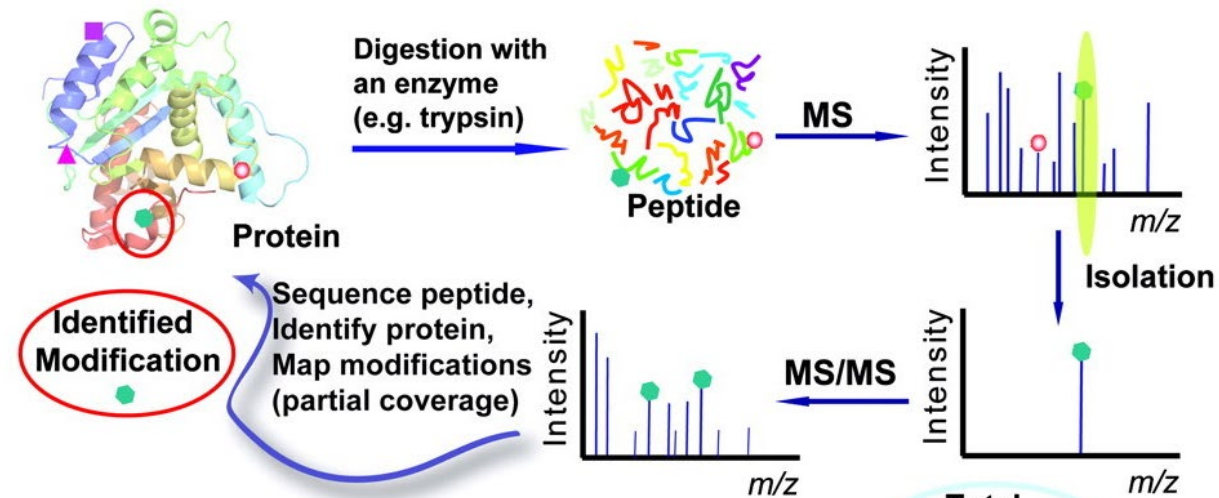 Digestion with
an enzyme
(e.g. trypsin)
MS
Intensity
m/z
Peptide
Protein
Isolation
Sequence peptide,
Identify protein,
Map modifications
(partial coverage)
Identified
Modification
Intensity
m/z
MS/MS
Intensity
m/z